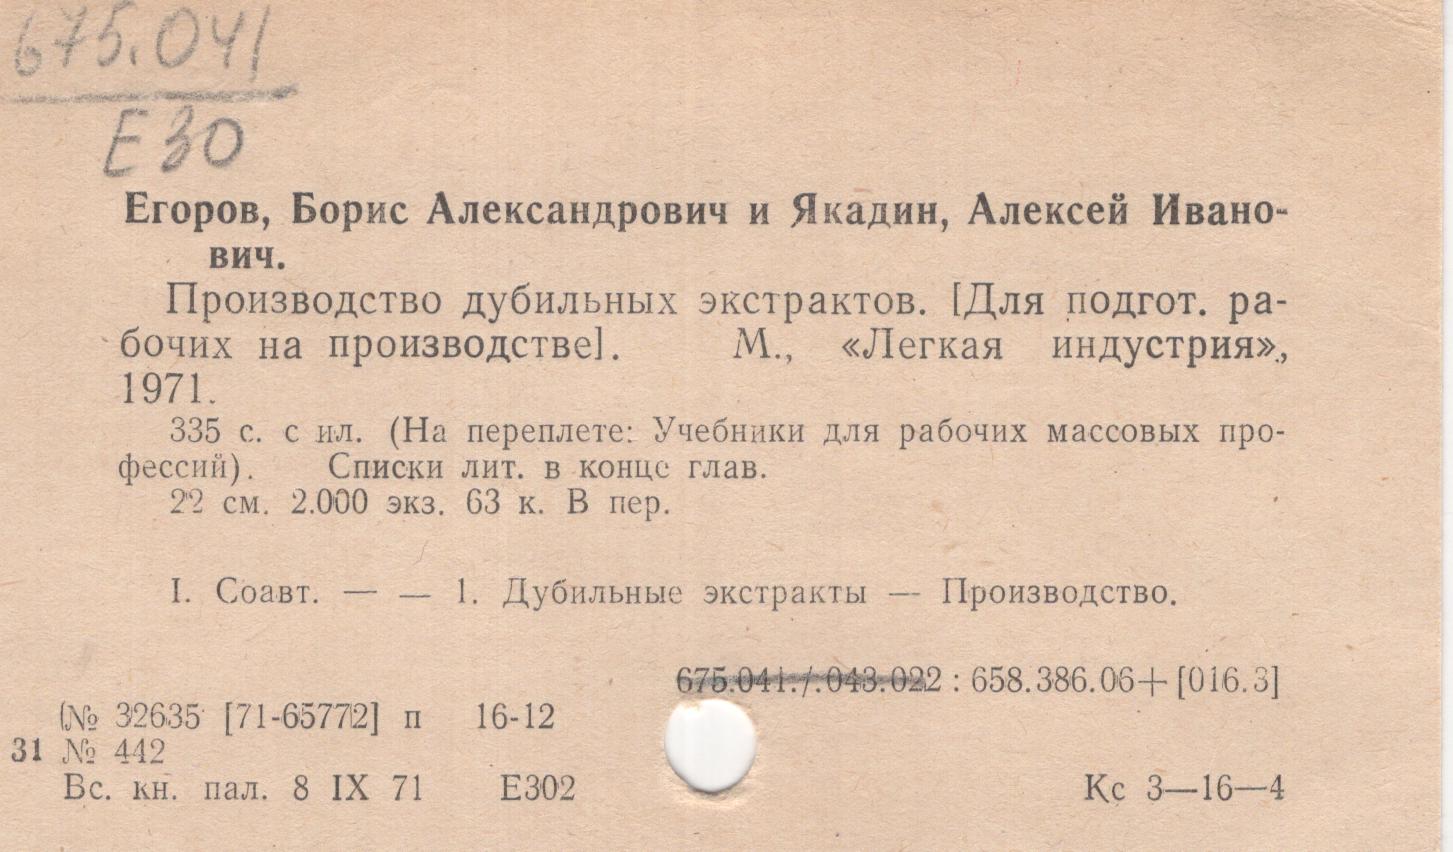 675.041
Е30
Егоров, Борис Александрович и Якадин, Алексей Ивано-
вич.
Производство дубильных экстрактов. [Для подгот. ра-
бочих на производстве]. М., «Легкая индустрия»,
1971.
335 с. с ил. (На переплете: Учебники для рабочих массовых про-
фессий). Списки лит. в конце глав.
22 см. 2.000 экз. 63 к. В пер.
I. Соавт. — — 1. Дубильные экстракты — Производство.
675.041./.043.022 : 658.386.06+[016.3]
(№ 32635 [71-65772] п 16-12
31 № 442
Вс. кн. пал. 8 IX 71 Е302 Кс 3—16—4